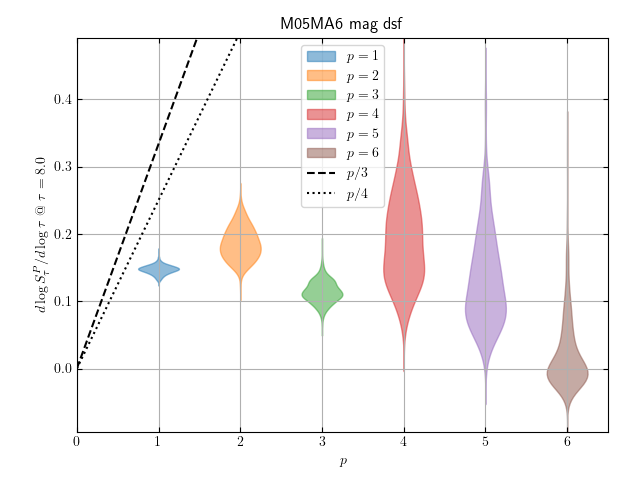 M05MA6 mag dsf
p = 1
p = 2
p = 3
p = 4
p = 5
p = 6
p/3
p/4
0.4
0.3
0.2
0.1
0.0
d log S_τ^P / d log τ @ τ = 8.0
0 1 2 3 4 5 6
p